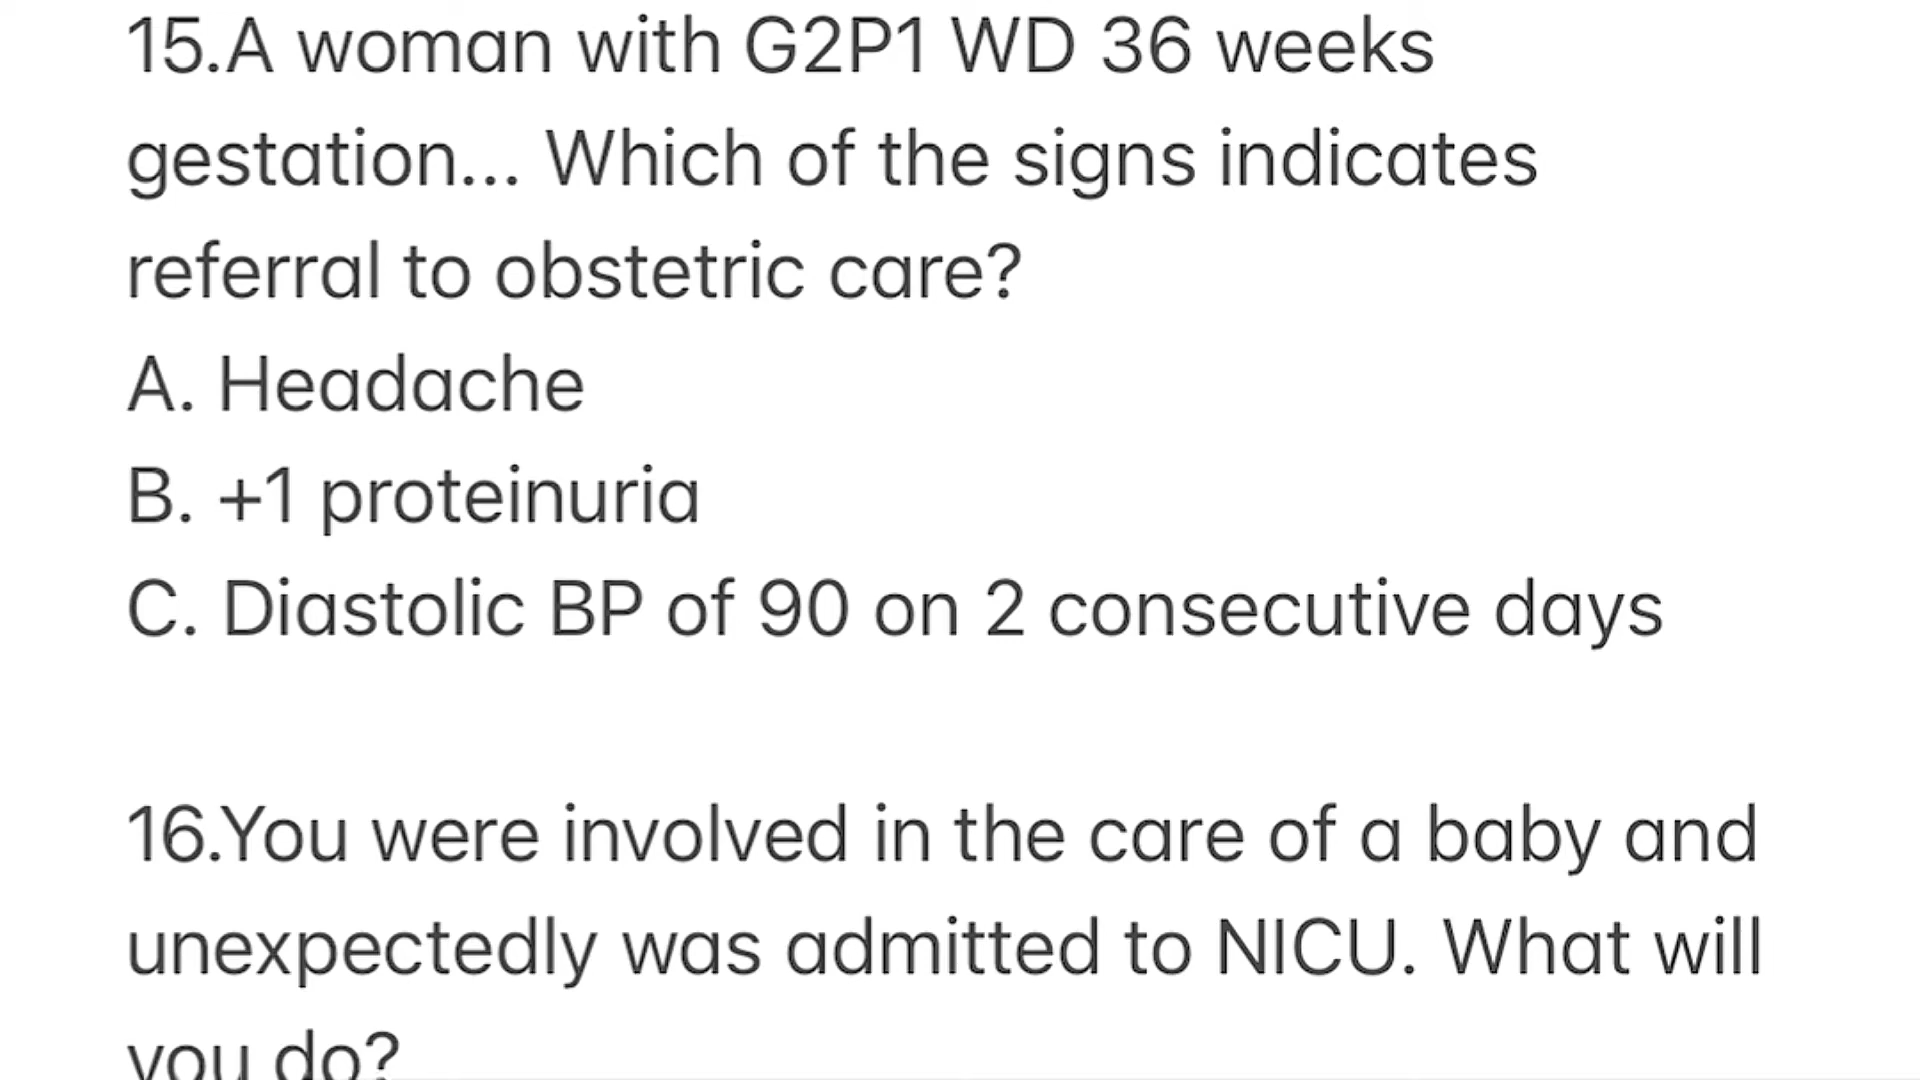 15.A woman with G2P1 WD 36 weeks
gestation... Which of the signs indicates
referral to obstetric care?
A. Headache
B. +1 proteinuria
C. Diastolic BP of 90 on 2 consecutive days
16.You were involved in the care of a baby and
unexpectedly was admitted to NICU. What will
you do?